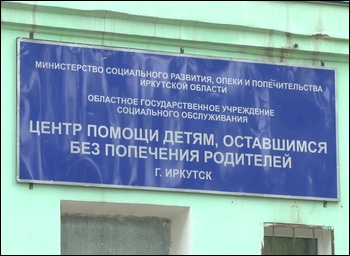 МИНИСТЕРСТВО СОЦИАЛЬНОГО РАЗВИТИЯ, ОПЕКИ И ПОПЕЧИТЕЛЬСТВА
ИРКУТСКОЙ ОБЛАСТИ
ОБЛАСТНОЕ ГОСУДАРСТВЕННОЕ УЧРЕЖДЕНИЕ
СОЦИАЛЬНОГО ОБСЛУЖИВАНИЯ
ЦЕНТР ПОМОЩИ ДЕТЯМ, ОСТАВШИМСЯ
БЕЗ ПОПЕЧЕНИЯ РОДИТЕЛЕЙ
Г. ИРКУТСК